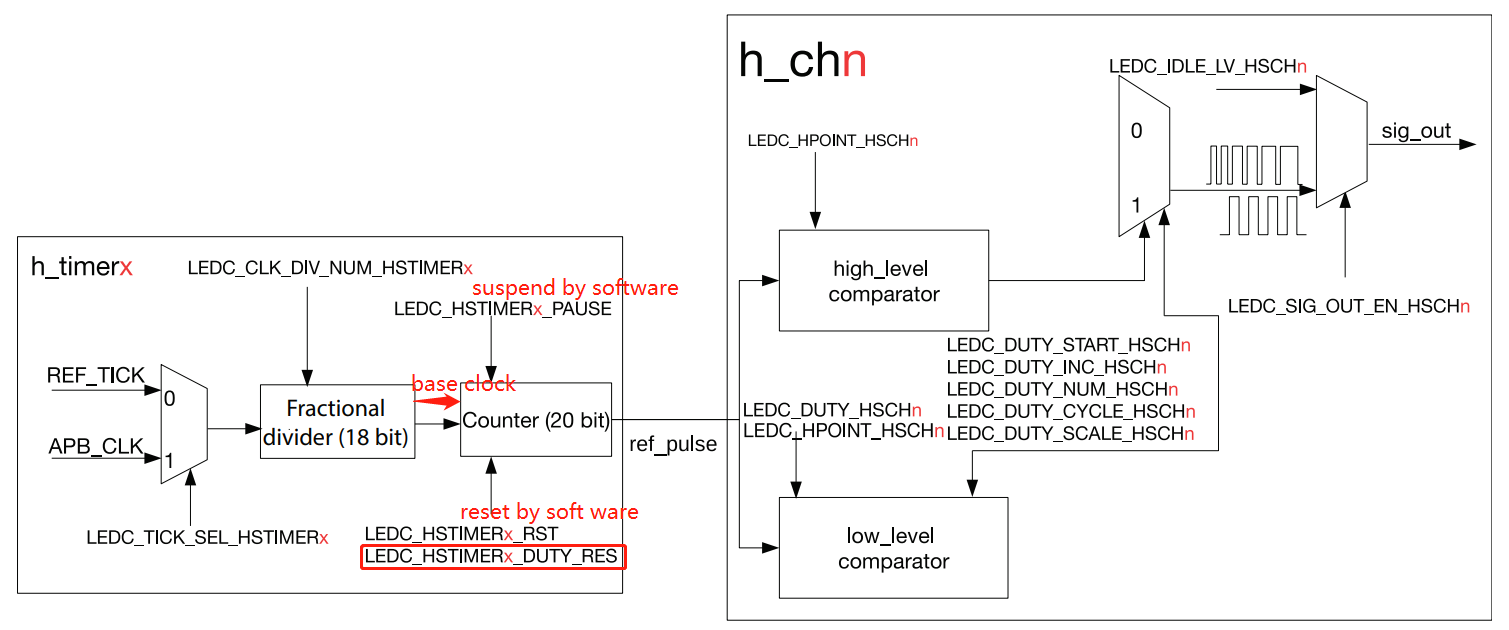 h_chn
LEDC_IDLE_LV_HSCHn
0
1
sig_out
LEDC_HPOINT_HSCHn
high_level
comparator
LEDC_SIG_OUT_EN_HSCHn
h_timerx
LEDC_CLK_DIV_NUM_HSTIMERx
suspend by software
LEDC_HSTIMERx_PAUSE
REF_TICK
0
APB_CLK
1
base clock
Fractional
divider (18 bit)
Counter (20 bit)
ref_pulse
LEDC_TICK_SEL_HSTIMERx
reset by soft ware
LEDC_HSTIMERx_RST
LEDC_HSTIMERx_DUTY_RES
LEDC_DUTY_START_HSCHn
LEDC_DUTY_INC_HSCHn
LEDC_DUTY_NUM_HSCHn
LEDC_DUTY_CYCLE_HSCHn
LEDC_DUTY_SCALE_HSCHn
LEDC_DUTY_HSCHn
LEDC_HPOINT_HSCHn
low_level
comparator